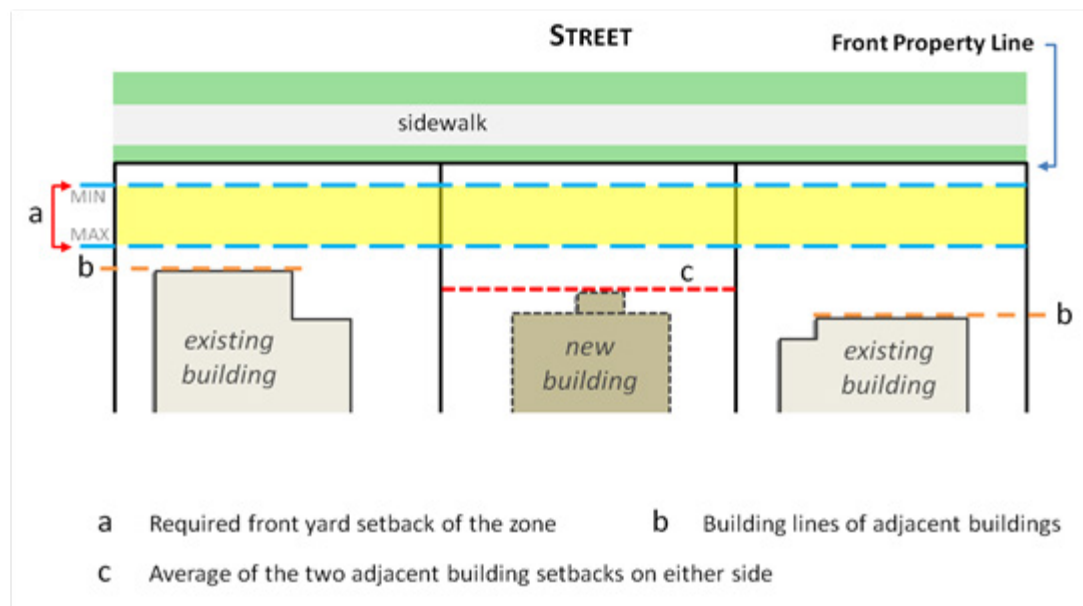 STREET
Front Property Line
sidewalk
MIN
a
MAX
b
c
b
existing
building
new
building
existing
building
a Required front yard setback of the zone
b Building lines of adjacent buildings
c Average of the two adjacent building setbacks on either side